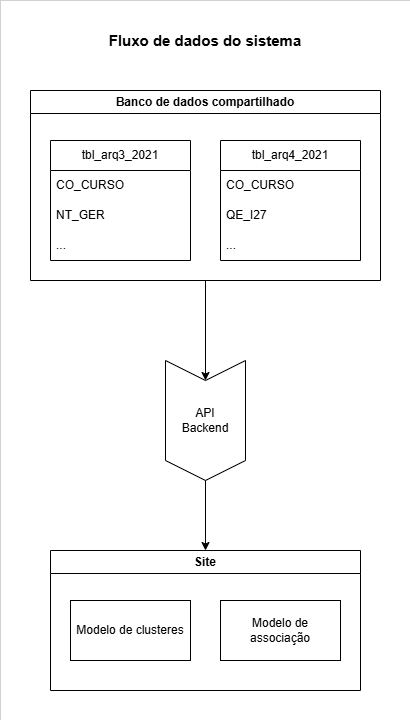 Fluxo de dados do sistema
Banco de dados compartilhado
tbl_arq3_2021
CO_CURSO
NT_GER
...
tbl_arq4_2021
CO_CURSO
QE_I27
...
API
Backend
Site
Modelo de clusteres
Modelo de
associação